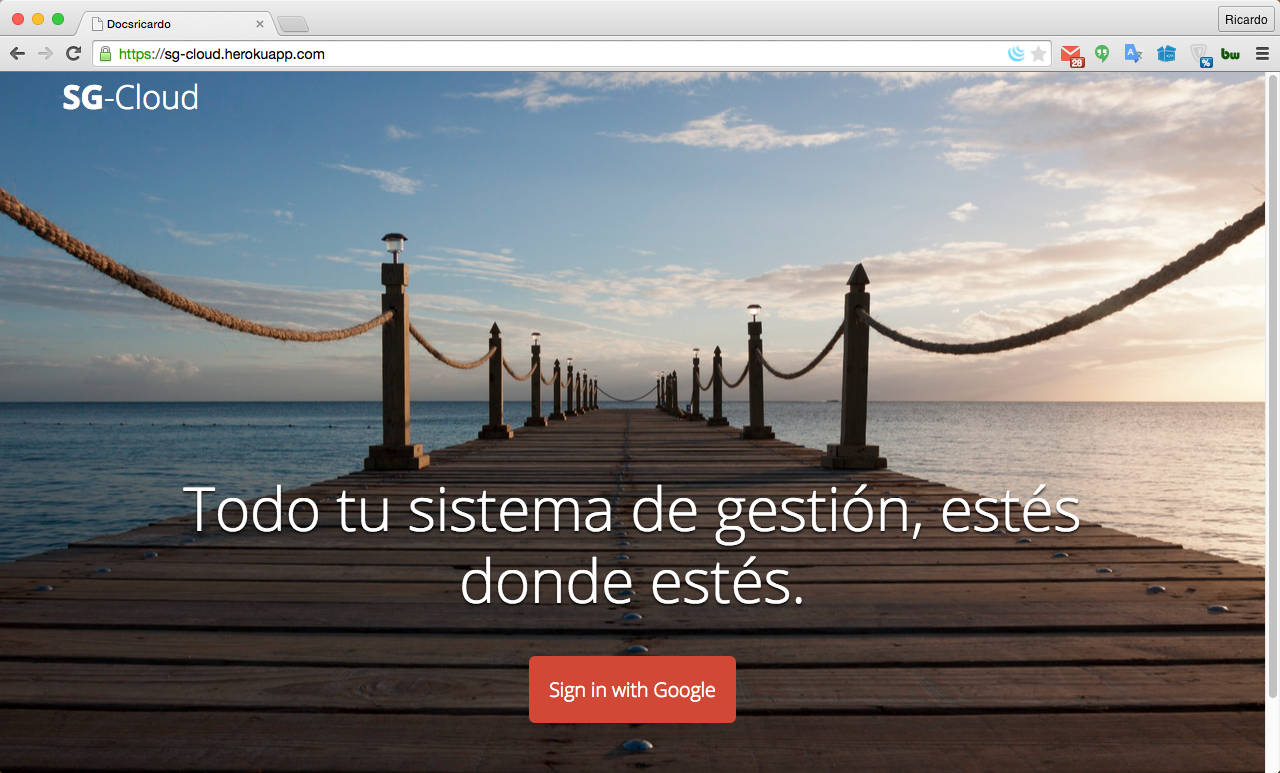 Docsricardo
Ricardo
https://sg-cloud.herokuapp.com
28
A
%
bw
SG-Cloud
Todo tu sistema de gestión, estés
donde estés.
Sign in with Google